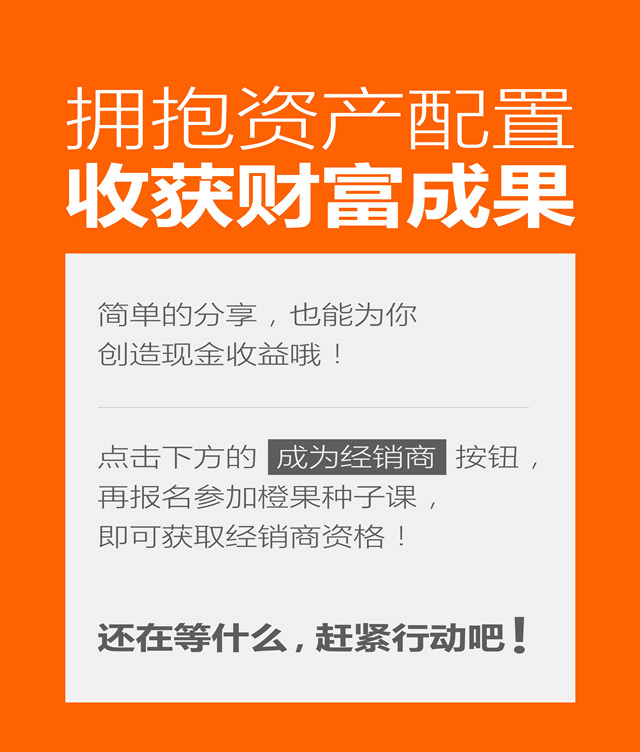 拥抱资产配置
收获财富成果
简单的分享，也能为你
创造现金收益哦！
点击下方的 成为经销商 按钮，
再报名参加橙果种子课，
即可获取经销商资格！
还在等什么，赶紧行动吧！